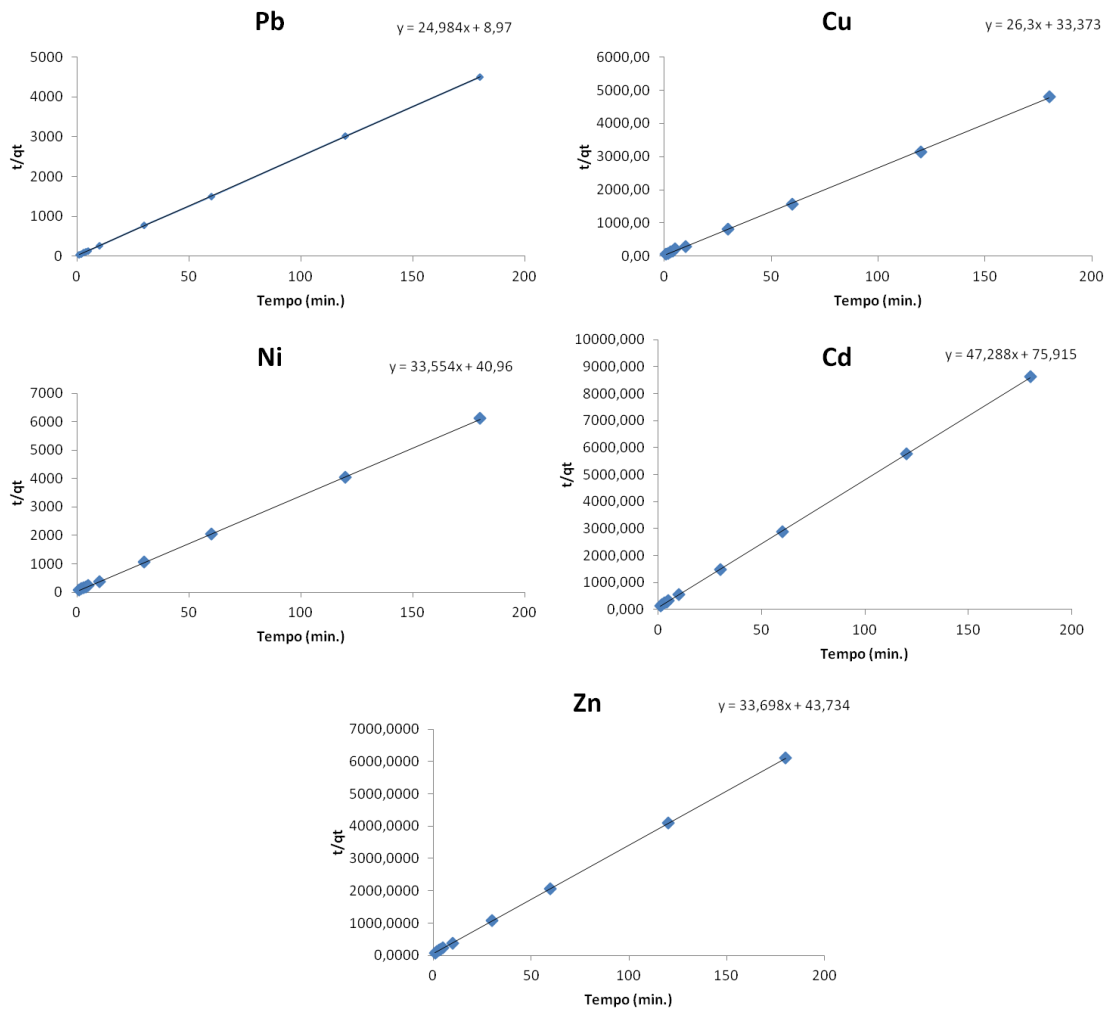 Pb
y = 24,984x + 8,97
5000
4000
3000
2000
1000
0
t/qt
0 50 100 150 200
Tempo (min.)
Cu
y = 26,3x + 33,373
6000,00
5000,00
4000,00
3000,00
2000,00
1000,00
0,00
t/qt
0 50 100 150 200
Tempo (min.)
Ni
y = 33,554x + 40,96
7000
6000
5000
4000
3000
2000
1000
0
t/qt
0 50 100 150 200
Tempo (min.)
Cd
y = 47,288x + 75,915
10000,000
9000,000
8000,000
7000,000
6000,000
5000,000
4000,000
3000,000
2000,000
1000,000
0,000
t/qt
0 50 100 150 200
Tempo (min.)
Zn
y = 33,698x + 43,734
7000,0000
6000,0000
5000,0000
4000,0000
3000,0000
2000,0000
1000,0000
0,0000
t/qt
0 50 100 150 200
Tempo (min.)